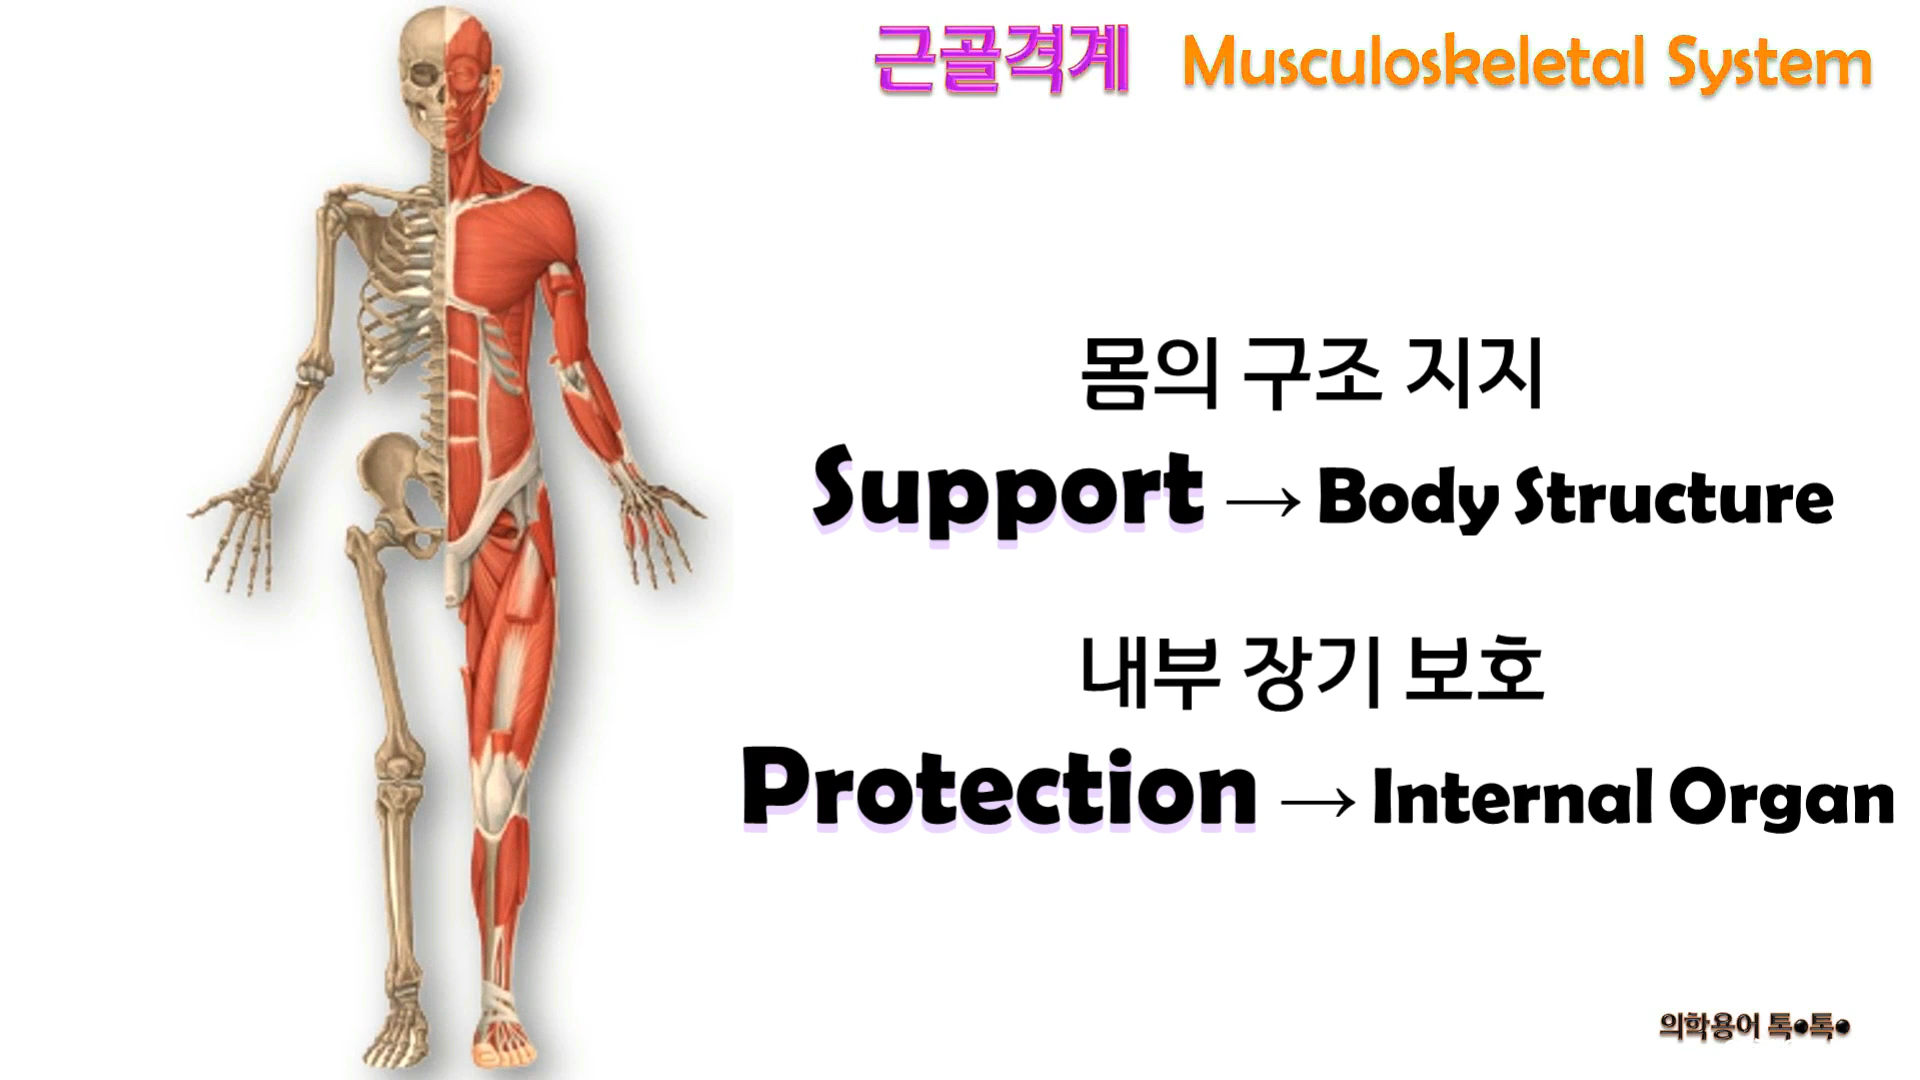 근골격계 Musculoskeletal System
몸의 구조 지지
Support → Body Structure
내부 장기 보호
Protection → Internal Organ
의학용어 톡●톡●